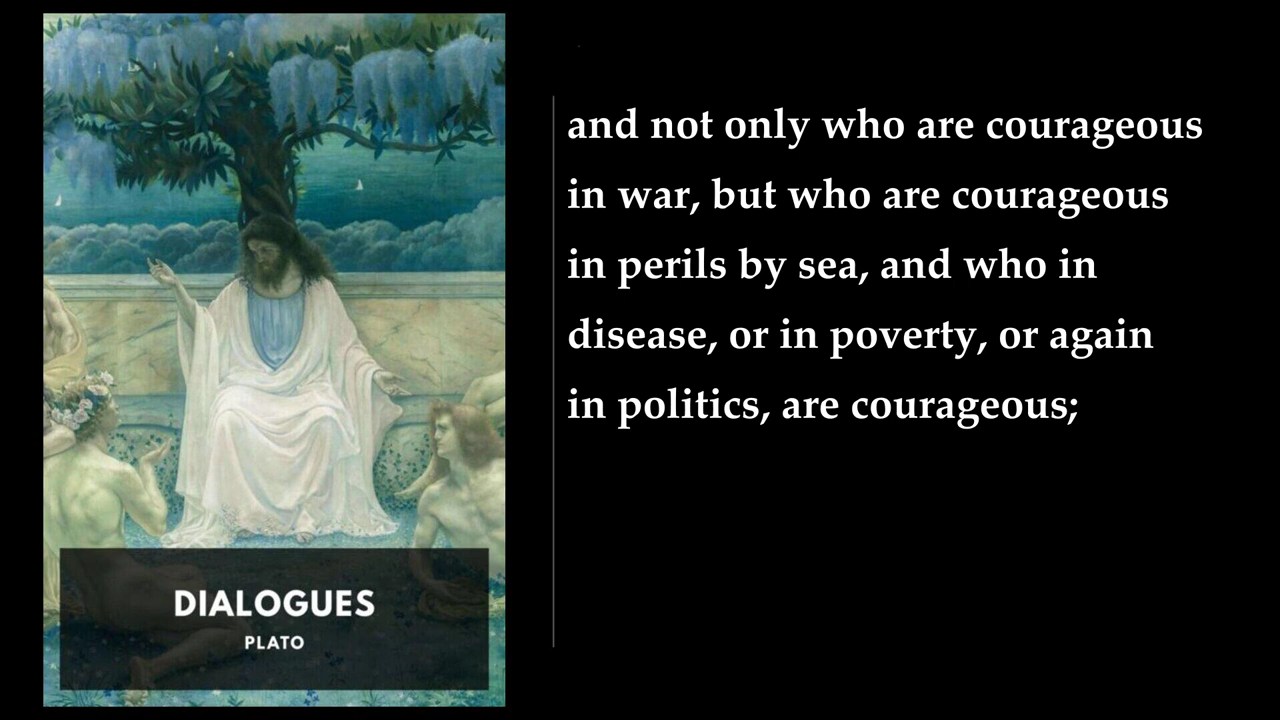 and not only who are courageous
in war, but who are courageous
in perils by sea, and who in
disease, or in poverty, or again
in politics, are courageous;
DIALOGUES
PLATO